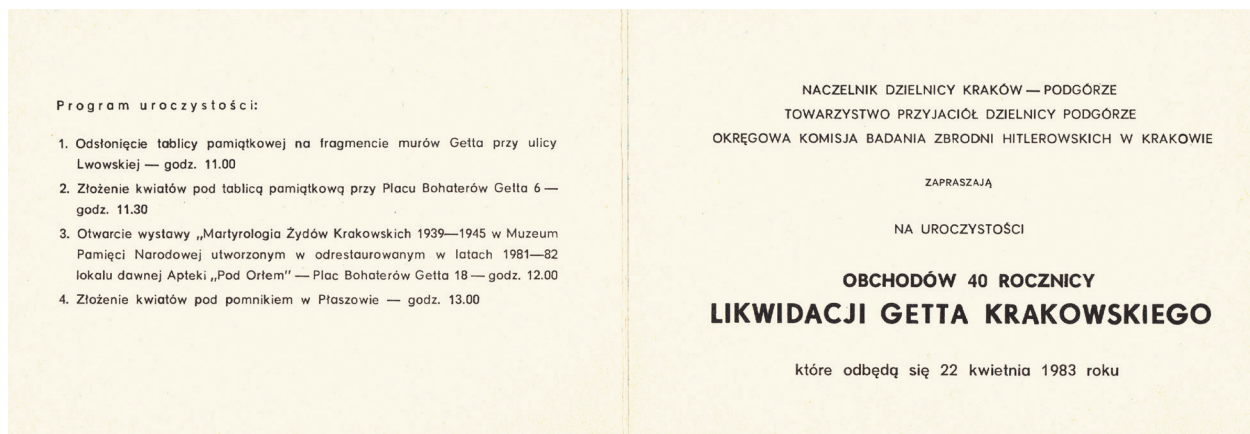 Program uroczystości:
1. Odsłonięcie tablicy pamiątkowej na fragmencie murów Getta przy ulicy
Lwowskiej — godz. 11.00
2. Złożenie kwiatów pod tablicą pamiątkową przy Placu Bohaterów Getta 6 —
godz. 11.30
3. Otwarcie wystawy „Martyrologia Żydów Krakowskich 1939—1945 w Muzeum
Pamięci Narodowej utworzonym w odrestaurowanym w latach 1981—82
lokalu dawnej Apteki „Pod Orłem” — Plac Bohaterów Getta 18 — godz. 12.00
4. Złożenie kwiatów pod pomnikiem w Płaszowie — godz. 13.00
NACZELNIK DZIELNICY KRAKÓW — PODGÓRZE
TOWARZYSTWO PRZYJACIÓŁ DZIELNICY PODGÓRZE
OKRĘGOWA KOMISJA BADANIA ZBRODNI HITLEROWSKICH W KRAKOWIE
ZAPRASZAJĄ
NA UROCZYSTOŚCI
OBCHODÓW 40 ROCZNICY
LIKWIDACJI GETTA KRAKOWSKIEGO
które odbędą się 22 kwietnia 1983 roku